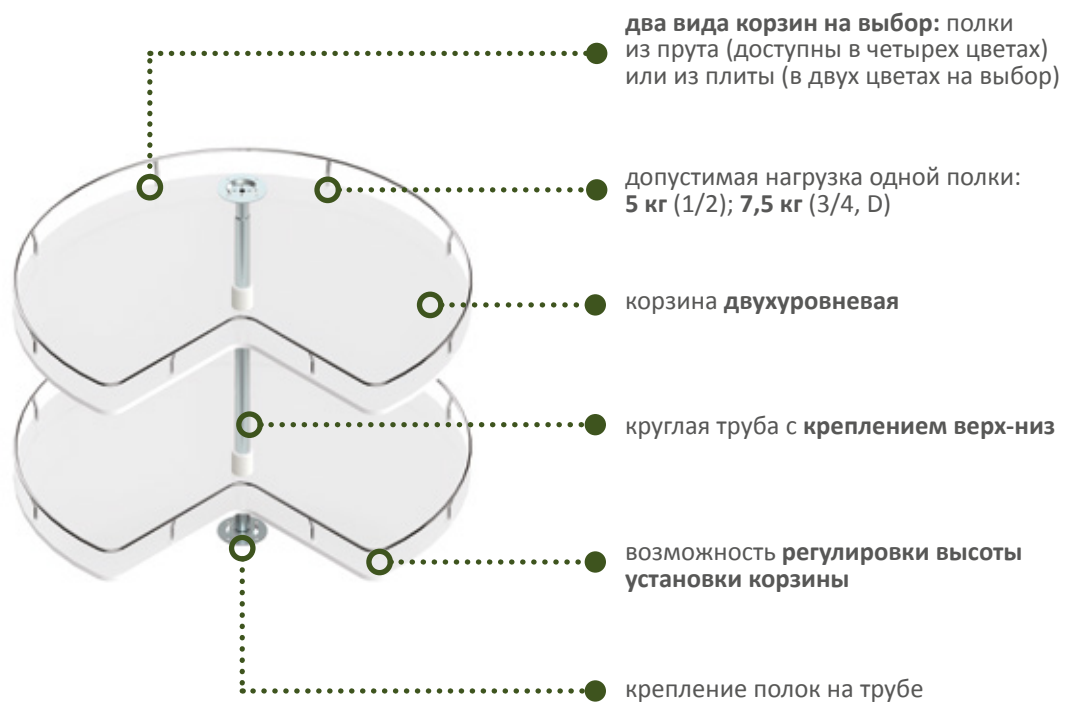 два вида корзин на выбор: полки
из прута (доступны в четырех цветах)
или из плиты (в двух цветах на выбор)
допустимая нагрузка одной полки:
5 кг (1/2); 7,5 кг (3/4, D)
корзина двухуровневая
круглая труба с креплением верх-низ
возможность регулировки высоты
установки корзины
крепление полок на трубе